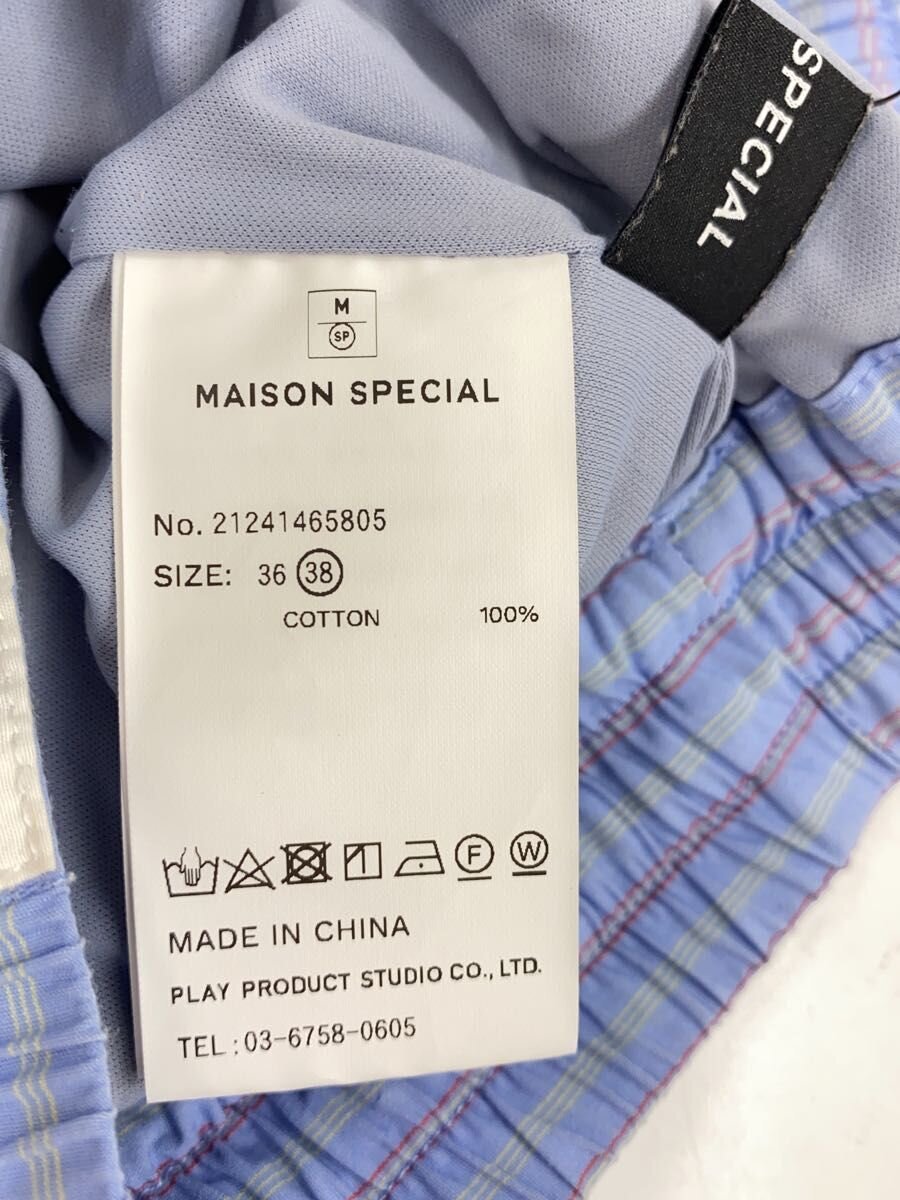 SPECIAL
M
SP
MAISON SPECIAL
No. 21241465805
SIZE: 36 38
COTTON 100%
F W
MADE IN CHINA
PLAY PRODUCT STUDIO CO., LTD.
TEL : 03-6758-0605